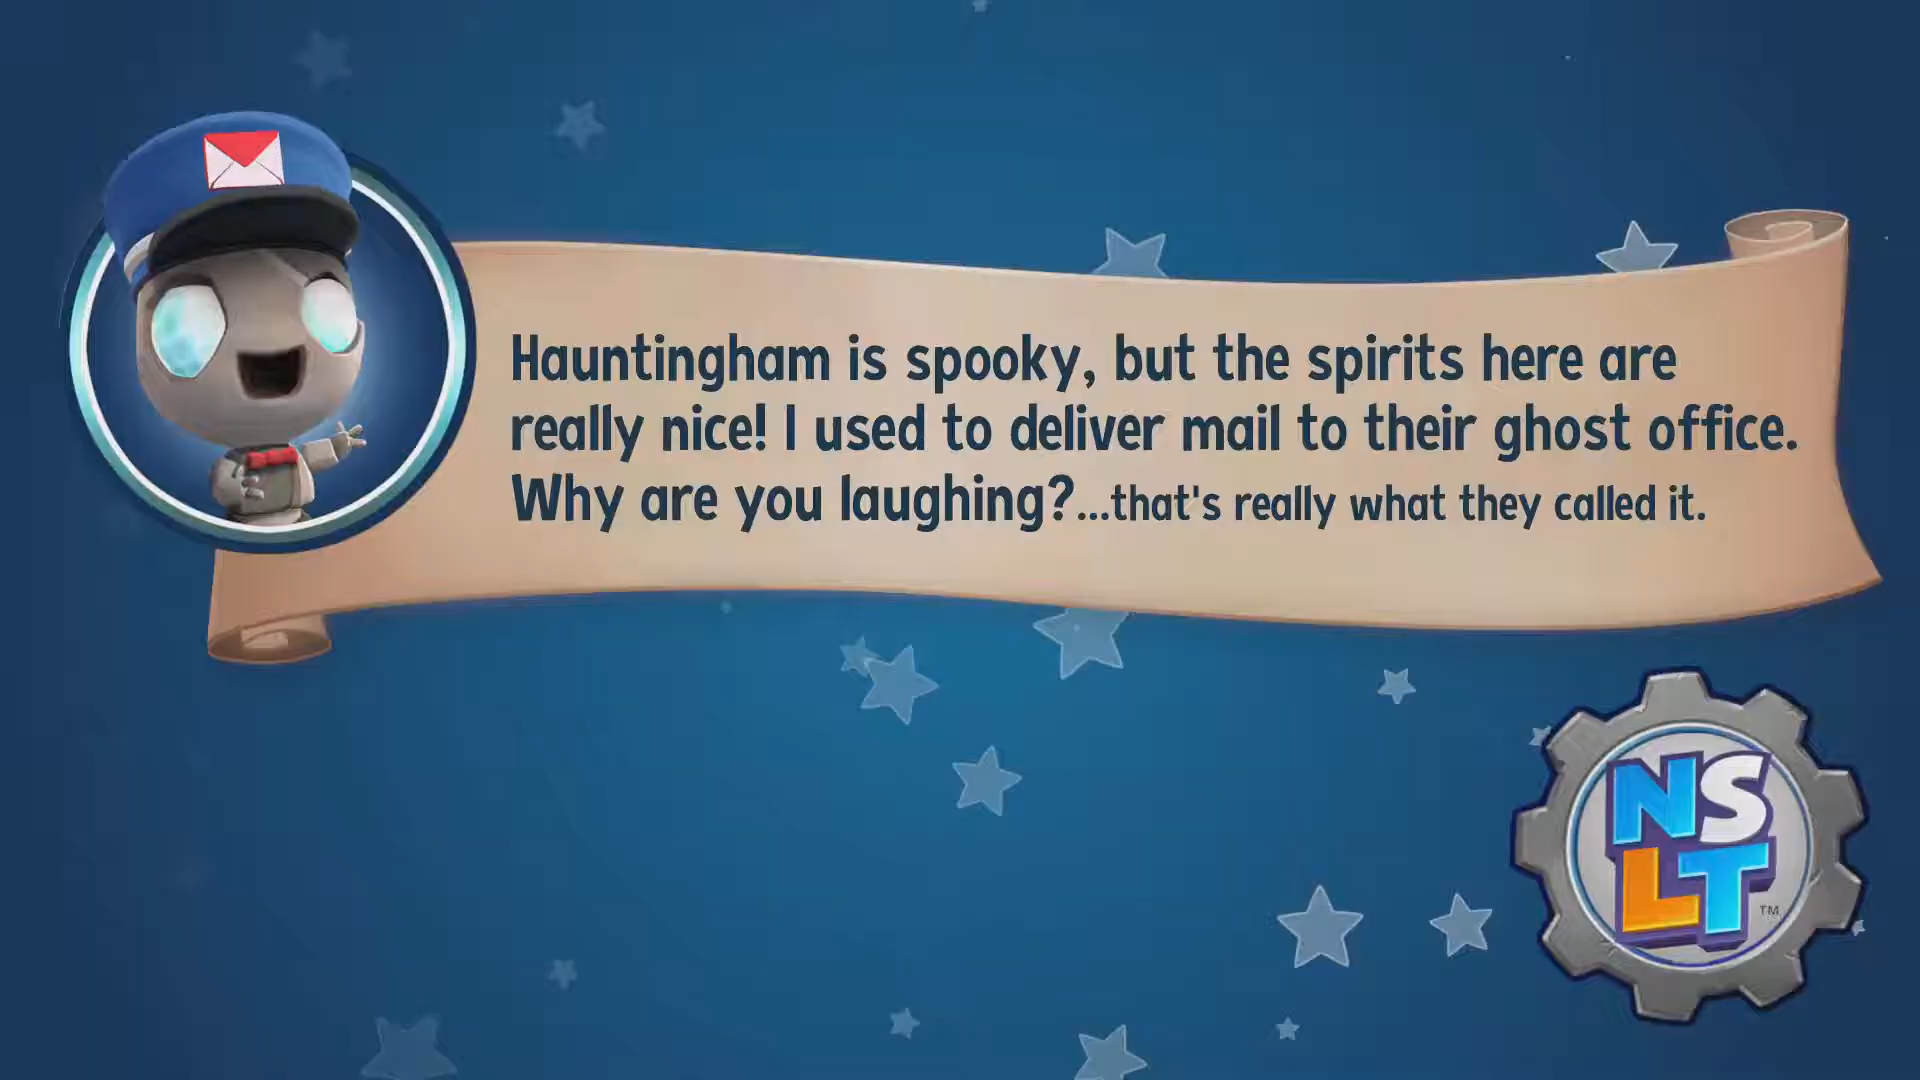 Hauntingham is spooky, but the spirits here are
really nice! I used to deliver mail to their ghost office.
Why are you laughing?...that's really what they called it.
NS
LT
TM